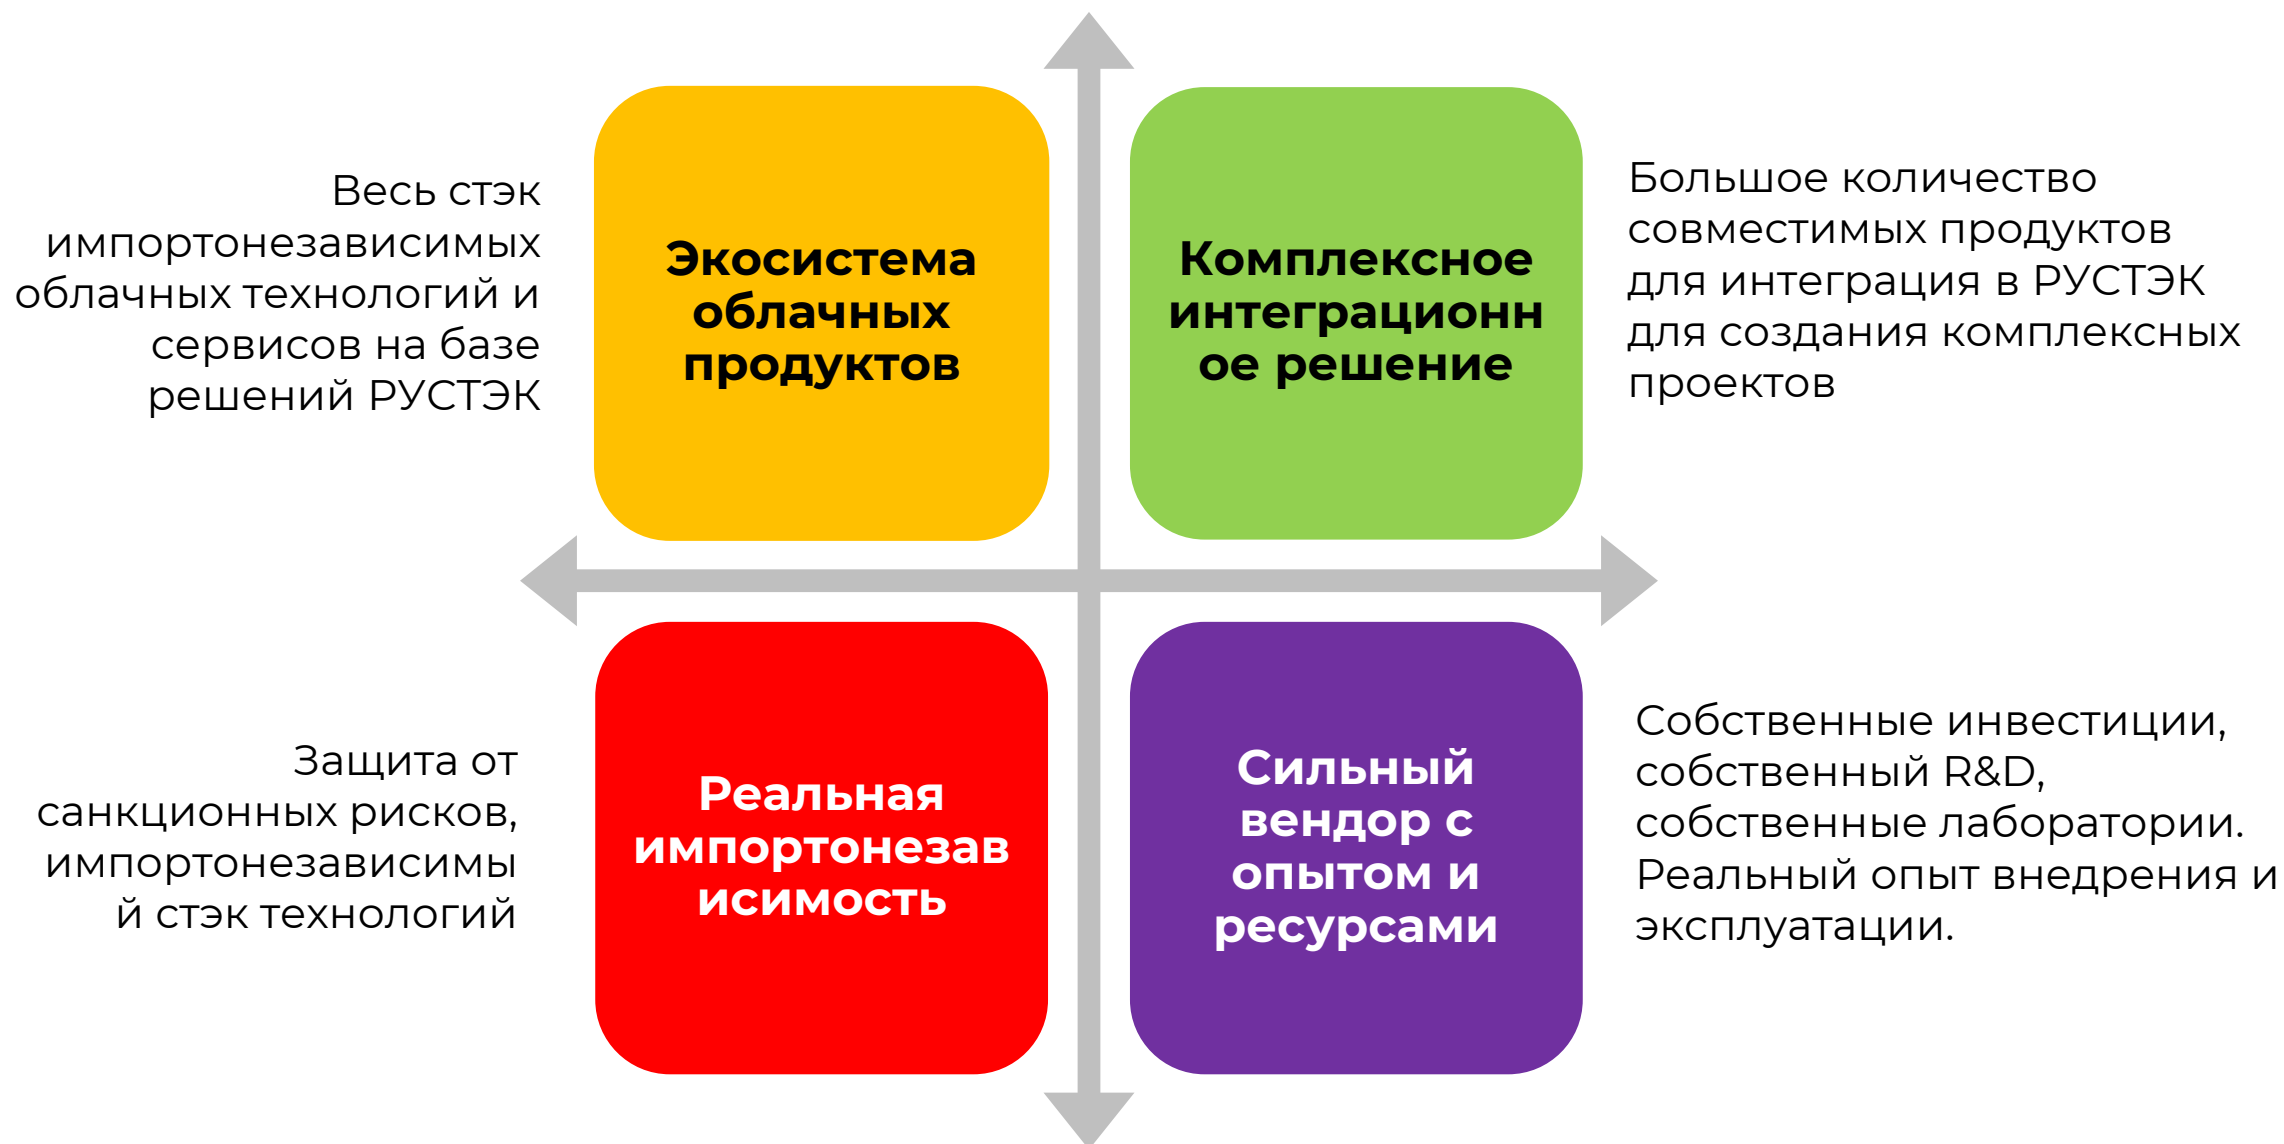 Весь стэк
импортонезависимых
облачных технологий и
сервисов на базе
решений РУСТЭК
Экосистема
облачных
продуктов
Комплексное
интеграционн
ое решение
Большое количество
совместимых продуктов
для интеграция в РУСТЭК
для создания комплексных
проектов
Защита от
санкционных рисков,
импортонезависимы
й стэк технологий
Реальная
импортонезав
исимость
Сильный
вендор с
опытом и
ресурсами
Собственные инвестиции,
собственный R&D,
собственные лаборатории.
Реальный опыт внедрения и
эксплуатации.